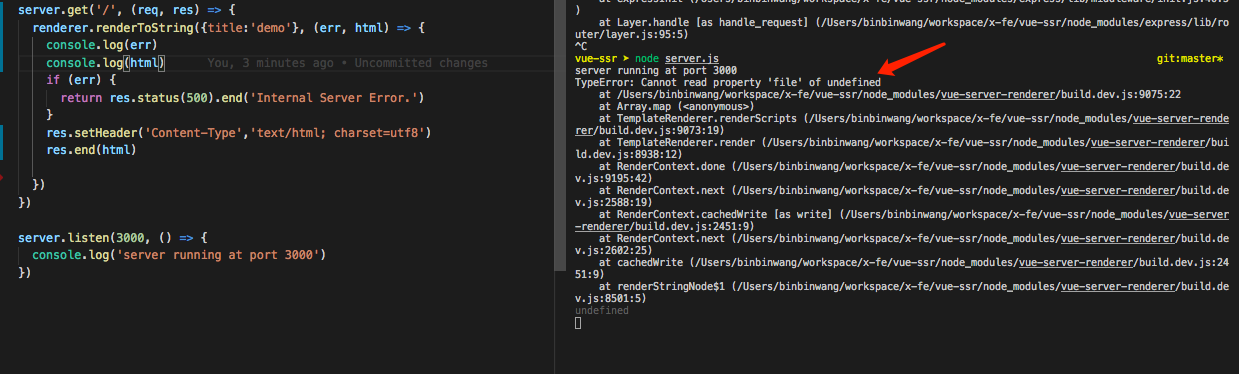 server.get('/', (req, res) => {
renderer.renderToString({title:'demo'}, (err, html) => {
console.log(err)
console.log(html) You, 3 minutes ago • Uncommitted changes
if (err) {
return res.status(500).end('Internal Server Error.')
}
res.setHeader('Content-Type','text/html; charset=utf8')
res.end(html)
})
})
server.listen(3000, () => {
console.log('server running at port 3000')
})
)
at Layer.handle [as handle_request] (/Users/binbinwang/workspace/x-fe/vue-ssr/node_modules/express/lib/ro
uter/layer.js:95:5)
^C
vue-ssr ➤ node server.js git:master*
server running at port 3000
TypeError: Cannot read property 'file' of undefined
at /Users/binbinwang/workspace/x-fe/vue-ssr/node_modules/vue-server-renderer/build.dev.js:9075:22
at Array.map (<anonymous>)
at TemplateRenderer.renderScripts (/Users/binbinwang/workspace/x-fe/vue-ssr/node_modules/vue-server-rende
rer/build.dev.js:9073:19)
at TemplateRenderer.render (/Users/binbinwang/workspace/x-fe/vue-ssr/node_modules/vue-server-renderer/bui
ld.dev.js:8938:12)
at RenderContext.done (/Users/binbinwang/workspace/x-fe/vue-ssr/node_modules/vue-server-renderer/build.de
v.js:9195:42)
at RenderContext.next (/Users/binbinwang/workspace/x-fe/vue-ssr/node_modules/vue-server-renderer/build.de
v.js:2588:19)
at RenderContext.cachedWrite [as write] (/Users/binbinwang/workspace/x-fe/vue-ssr/node_modules/vue-server
-renderer/build.dev.js:2451:9)
at RenderContext.next (/Users/binbinwang/workspace/x-fe/vue-ssr/node_modules/vue-server-renderer/build.de
v.js:2602:25)
at cachedWrite (/Users/binbinwang/workspace/x-fe/vue-ssr/node_modules/vue-server-renderer/build.dev.js:24
51:9)
at renderStringNode$1 (/Users/binbinwang/workspace/x-fe/vue-ssr/node_modules/vue-server-renderer/build.de
v.js:8501:5)
undefined